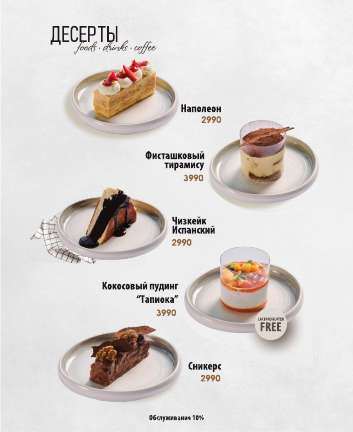 ДЕСЕРТЫ
foods · drinks · coffee
Наполеон
2990
Фисташковый
тирамису
3990
Чизкейк
Испанский
2990
Кокосовый пудинг
“Тапиока”
3990
FREE
Сникерс
2990
Обслуживание 10%